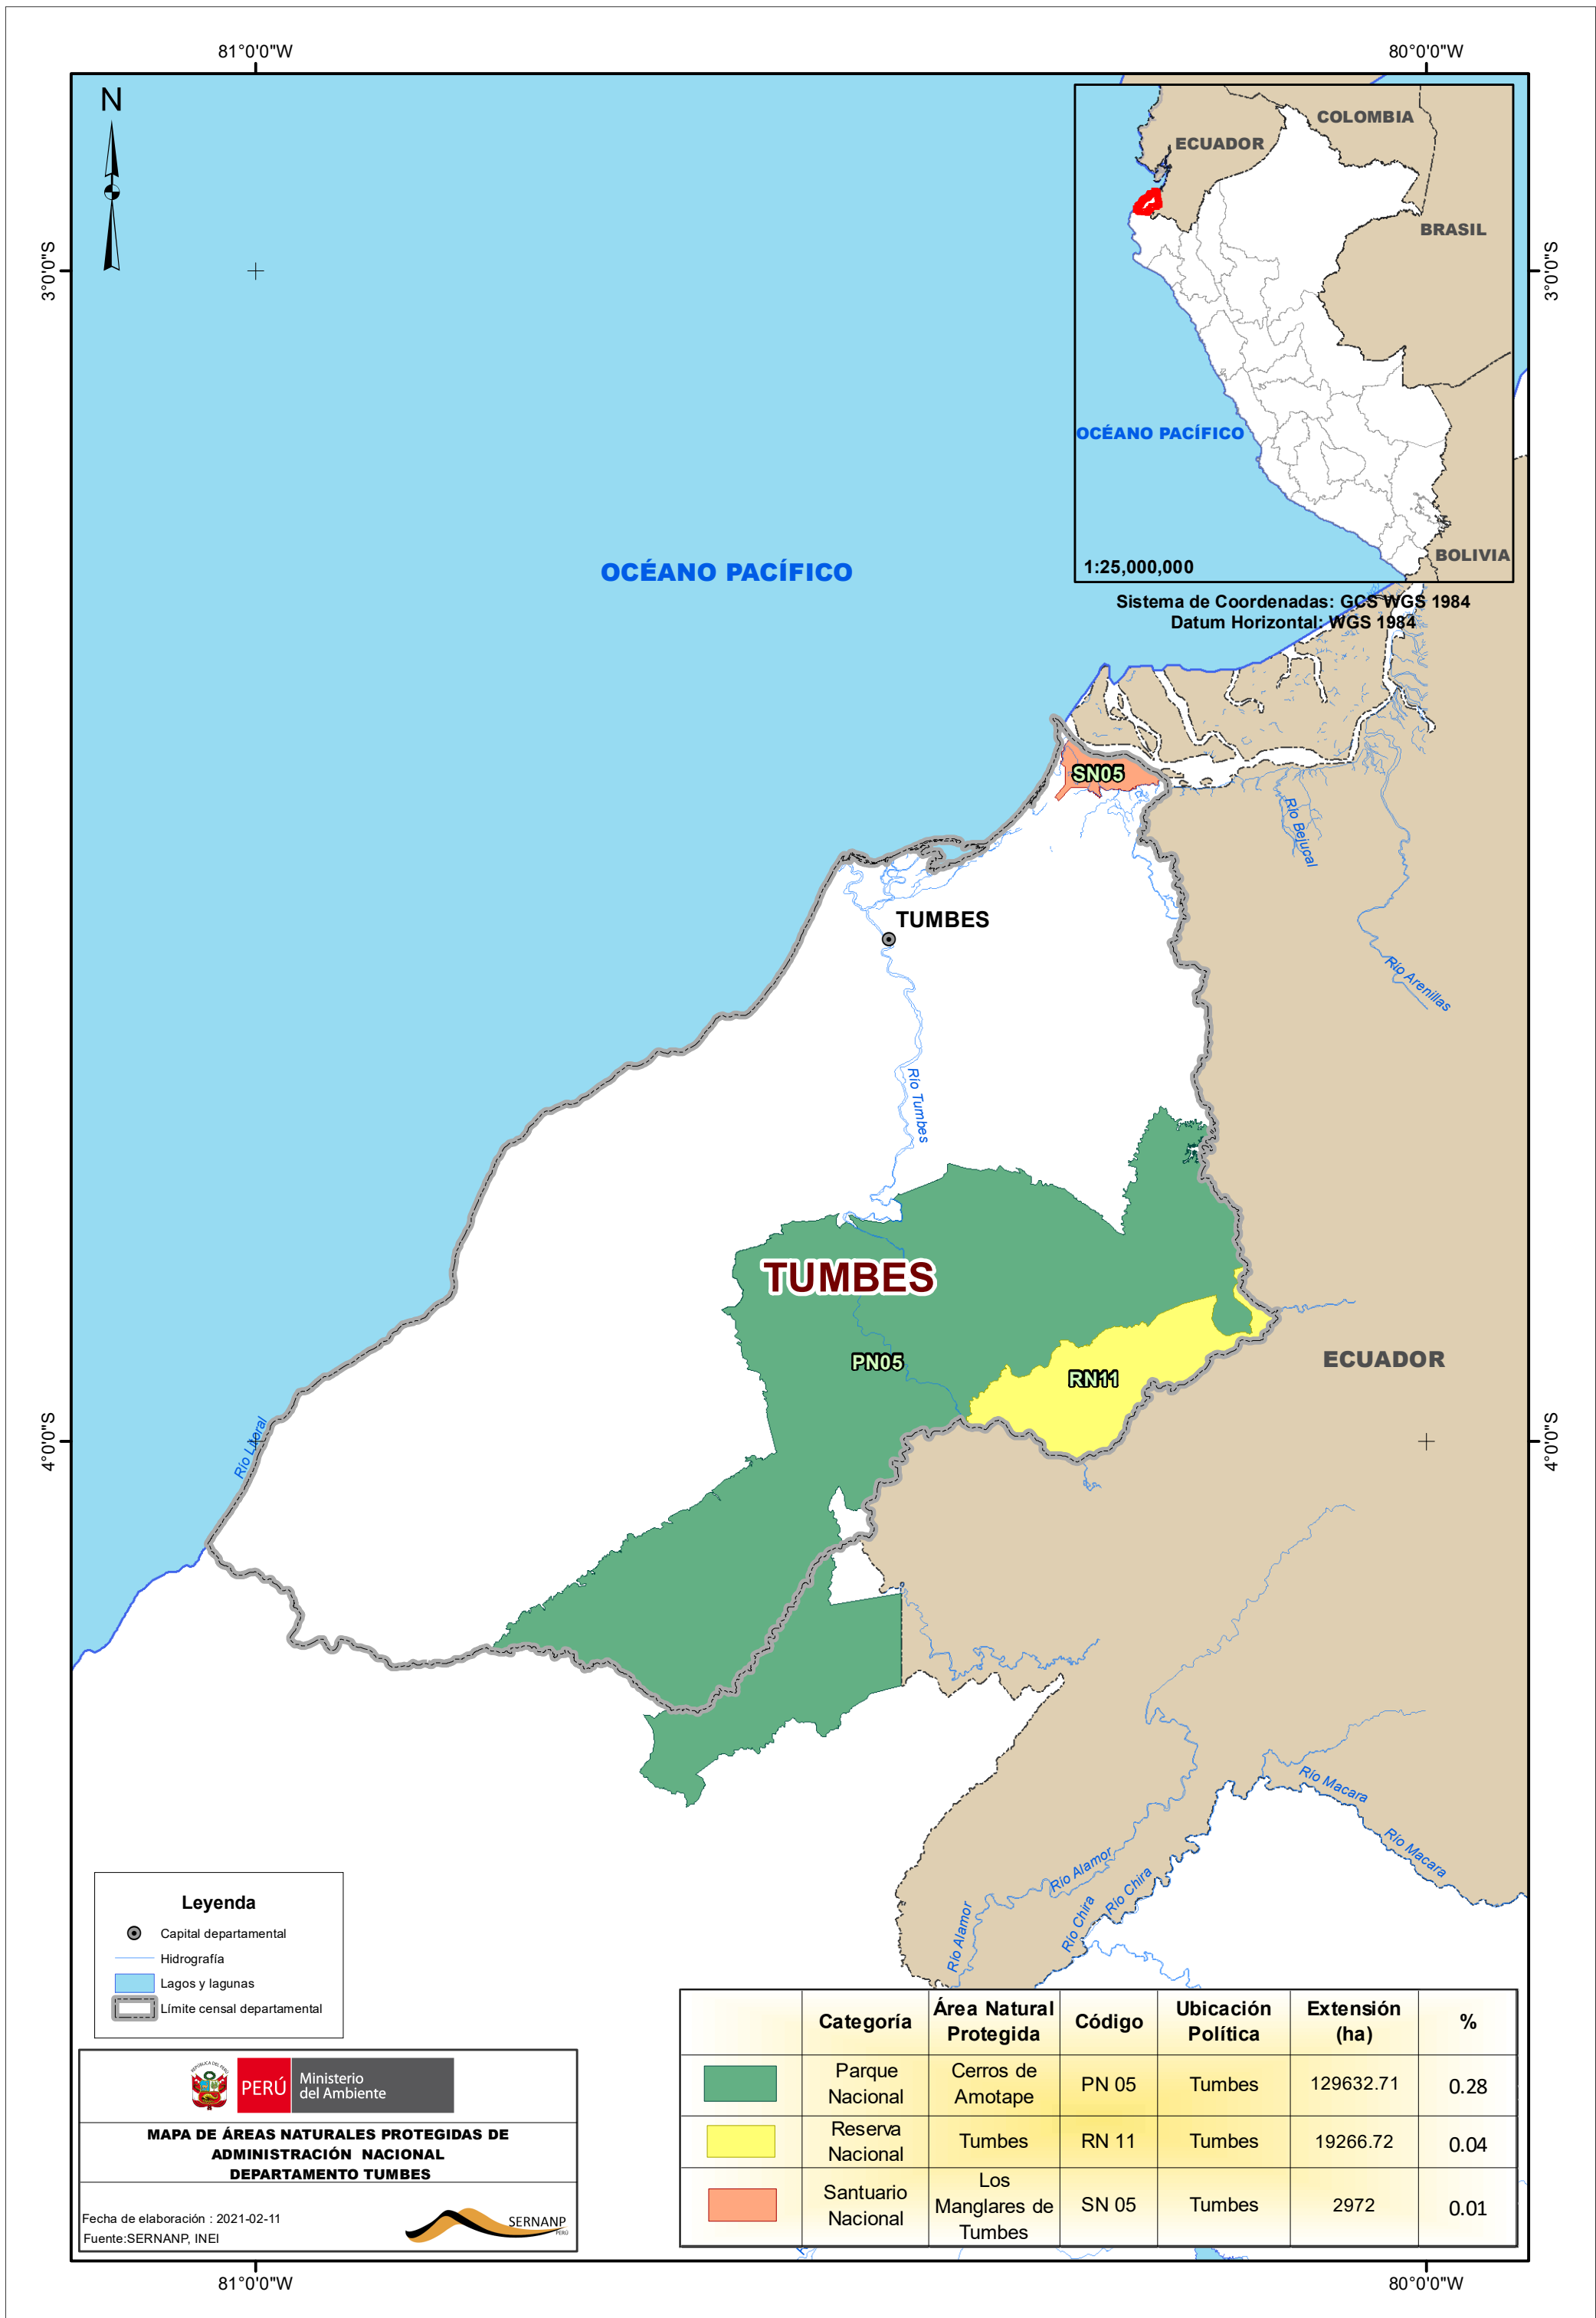 81°0'0"W
80°0'0"W
N
3°0'0"S
3°0'0"S
COLOMBIA
ECUADOR
BRASIL
OCÉANO PACÍFICO
BOLIVIA
1:25,000,000
OCÉANO PACÍFICO
Sistema de Coordenadas: GCS WGS 1984
Datum Horizontal: WGS 1984
SN05
Río Bejucal
TUMBES
Río Arenillas
Río Tumbes
TUMBES
PN05
RN11
ECUADOR
4°0'0"S
4°0'0"S
Río Litoral
Río Macara
Río Macara
Río Alamor
Río Alamor
Río Chira
Río Chira
Leyenda
Capital departamental
Hidrografía
Lagos y lagunas
Límite censal departamental
REPÚBLICA DEL PERÚ
PERÚ
Ministerio
del Ambiente
MAPA DE ÁREAS NATURALES PROTEGIDAS DE
ADMINISTRACIÓN NACIONAL
DEPARTAMENTO TUMBES
Fecha de elaboración : 2021-02-11
Fuente:SERNANP, INEI
SERNANP
PERÚ
Categoría Área Natural Protegida Código Ubicación Política Extensión (ha) %
Parque Nacional Cerros de Amotape PN 05 Tumbes 129632.71 0.28
Reserva Nacional Tumbes RN 11 Tumbes 19266.72 0.04
Santuario Nacional Los Manglares de Tumbes SN 05 Tumbes 2972 0.01
81°0'0"W
80°0'0"W